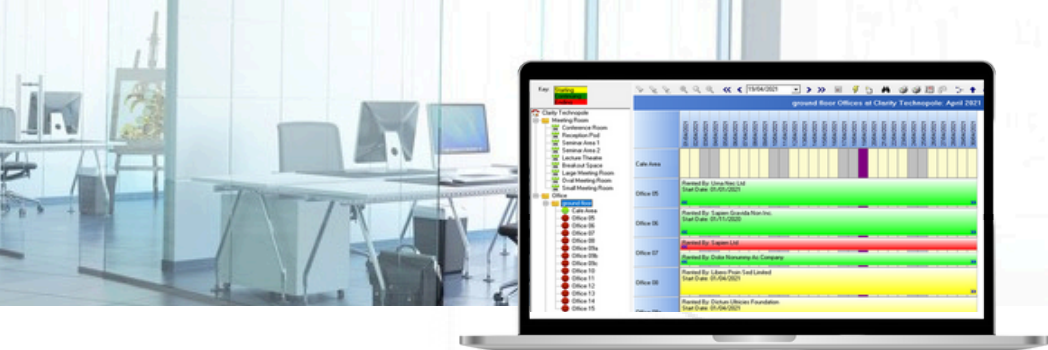 Key:
Starting
15/04/2021
ground floor Offices at Clarity Technopole: April 2021
Clarity Technopole
Meeting Room
Conference Room
Reception Pod
Seminar Area 1
Seminar Area 2
Lecture Theatre
Breakout Space
Large Meeting Room
Oval Meeting Room
Small Meeting Room
Office
ground floor
Cafe Area
Office 05
Office 06
Office 07
Office 08
Office 09a
Office 09b
Office 09c
Office 10
Office 11
Office 12
Office 13
Office 14
Office 15
Cafe Area
Office 05
Rented By: Urna Nec Ltd
Start Date: 01/01/2021
Office 06
Rented By: Sapien Gravida Non Inc.
Start Date: 01/11/2020
Office 07
Rented By: Sapien Ltd
Rented By: Dolor Nonummy Ac Company
Office 08
Rented By: Libero Proin Sed Limited
Start Date: 01/04/2021
Rented By: Dictum Ultricies Foundation
Start Date: 01/04/2021